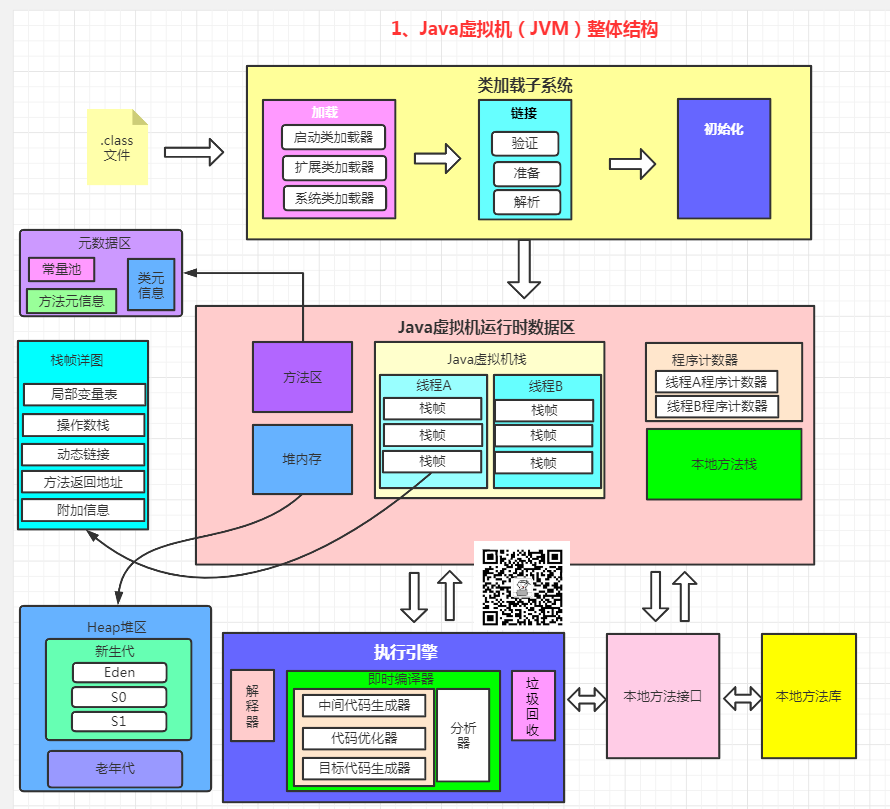 1、Java虚拟机（JVM）整体结构
类加载子系统
.class
文件
加载
启动类加载器
扩展类加载器
系统类加载器
链接
验证
准备
解析
初始化
元数据区
常量池
方法元信息
类元
信息
Java虚拟机运行时数据区
方法区
堆内存
Java虚拟机栈
线程A
栈帧
栈帧
栈帧
线程B
栈帧
栈帧
栈帧
程序计数器
线程A程序计数器
线程B程序计数器
本地方法栈
栈帧详图
局部变量表
操作数栈
动态链接
方法返回地址
附加信息
Heap堆区
新生代
Eden
S0
S1
老年代
执行引擎
解
释
器
即时编译器
中间代码生成器
代码优化器
目标代码生成器
分析
器
垃
圾
回
收
本地方法接口
本地方法库